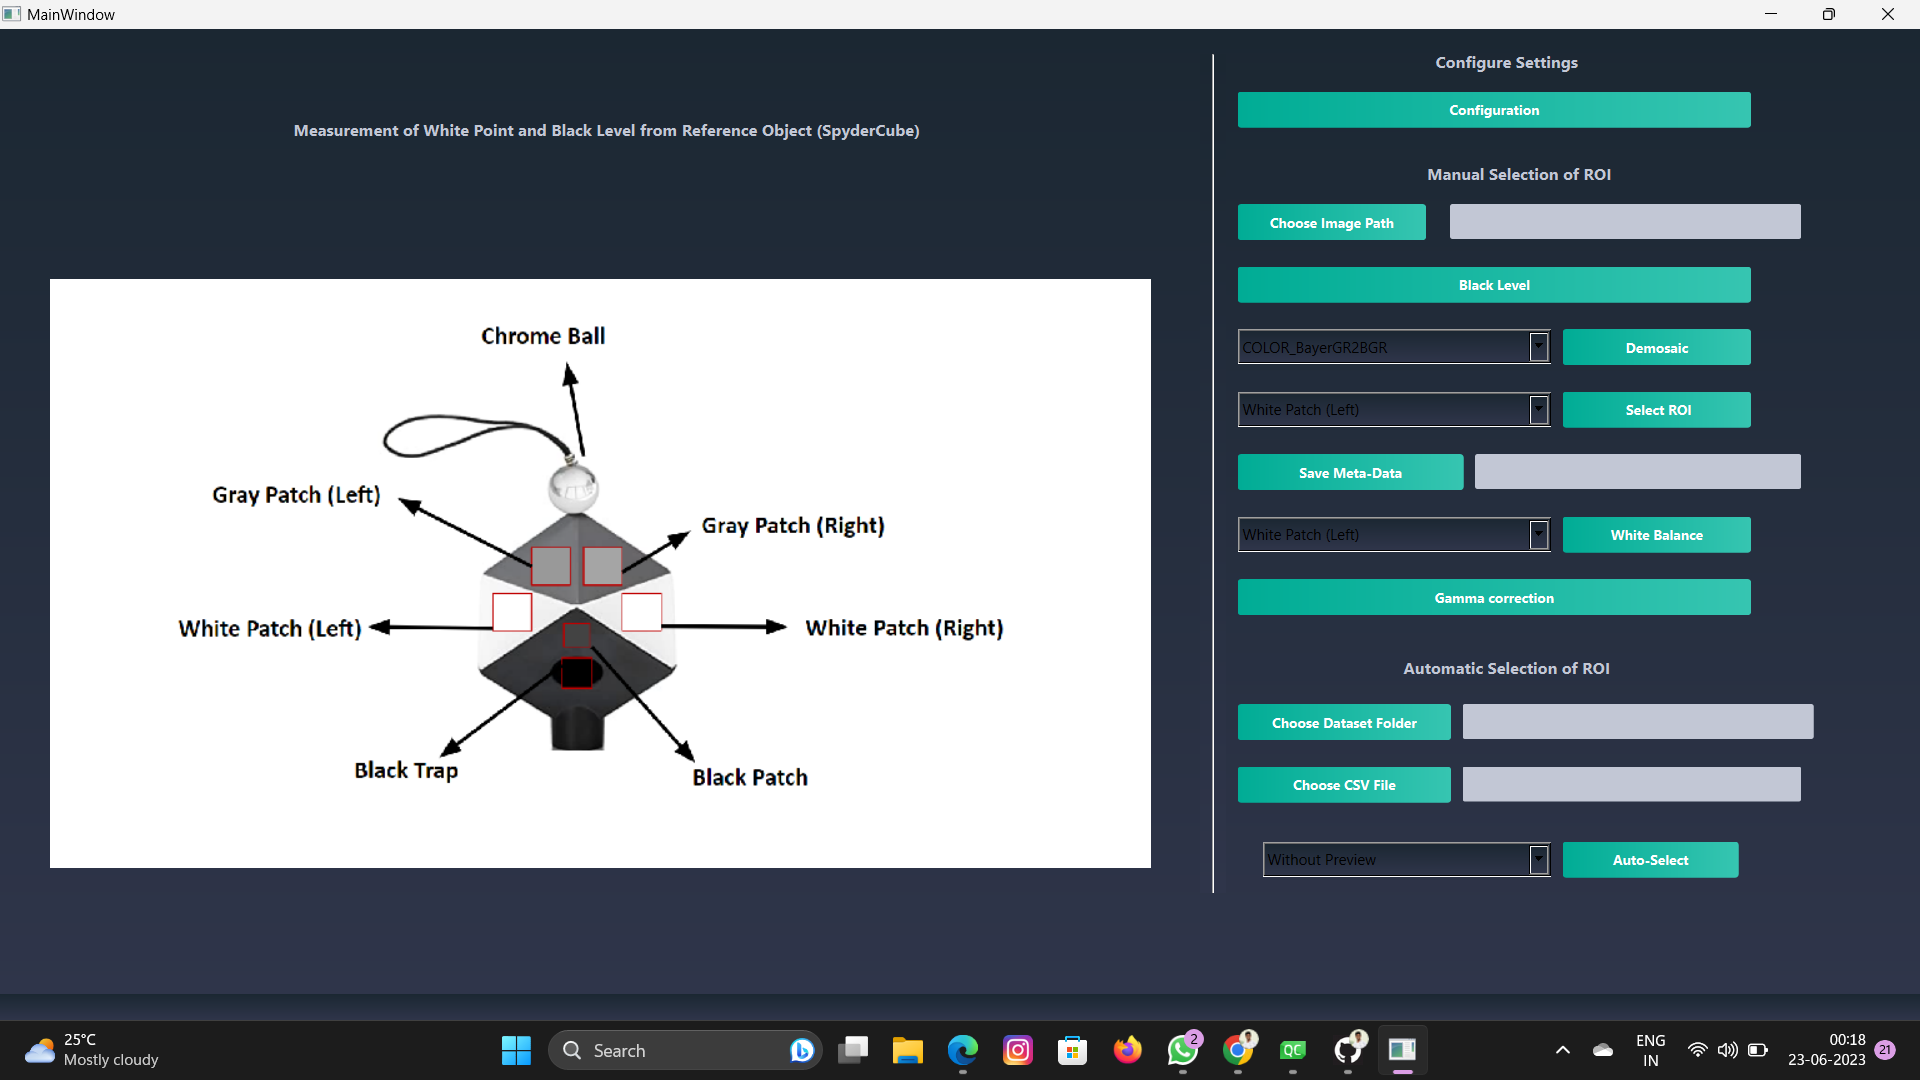 MainWindow
Measurement of White Point and Black Level from Reference Object (SpyderCube)
Chrome Ball
Gray Patch (Left)
Gray Patch (Right)
White Patch (Left)
White Patch (Right)
Black Trap
Black Patch
Configure Settings
Configuration
Manual Selection of ROI
Choose Image Path
Black Level
COLOR_BayerGR2BGR
Demosaic
White Patch (Left)
Select ROI
Save Meta-Data
White Patch (Left)
White Balance
Gamma correction
Automatic Selection of ROI
Choose Dataset Folder
Choose CSV File
Without Preview
Auto-Select
25°C
Mostly cloudy
Search
2
QC
ENG
IN
00:18
23-06-2023
21